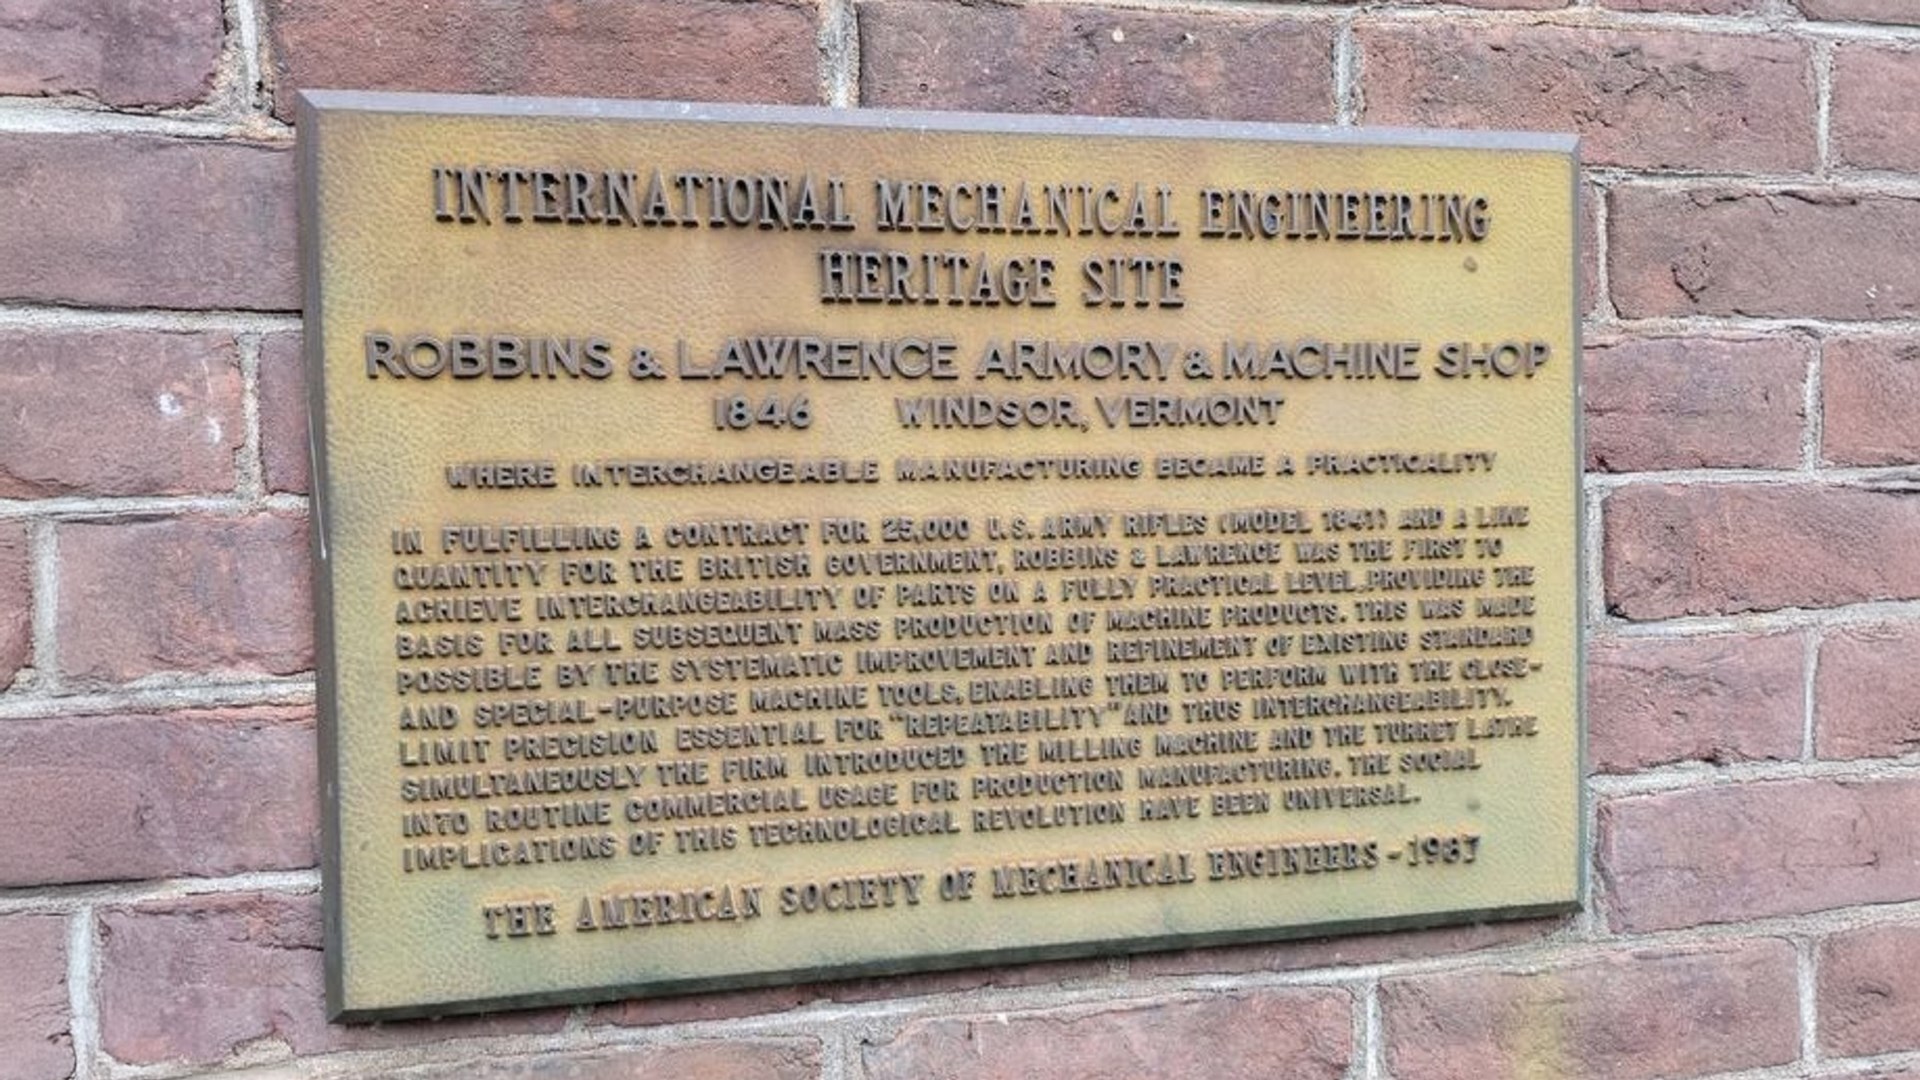 INTERNATIONAL MECHANICAL ENGINEERING
HERITAGE SITE
ROBBINS & LAWRENCE ARMORY & MACHINE SHOP
1846 WINDSOR, VERMONT
WHERE INTERCHANGEABLE MANUFACTURING BECAME A PRACTICALITY
IN FULFILLING A CONTRACT FOR 25,000 U.S. ARMY RIFLES (MODEL 1841) AND A LIKE
QUANTITY FOR THE BRITISH GOVERNMENT, ROBBINS & LAWRENCE WAS THE FIRST TO
ACHIEVE INTERCHANGEABILITY OF PARTS ON A FULLY PRACTICAL LEVEL, PROVIDING THE
BASIS FOR ALL SUBSEQUENT MASS PRODUCTION OF MACHINE PRODUCTS. THIS WAS MADE
POSSIBLE BY THE SYSTEMATIC IMPROVEMENT AND REFINEMENT OF EXISTING STANDARD
AND SPECIAL-PURPOSE MACHINE TOOLS, ENABLING THEM TO PERFORM WITH THE CLOSE-
LIMIT PRECISION ESSENTIAL FOR "REPEATABILITY" AND THUS INTERCHANGEABILITY.
SIMULTANEOUSLY THE FIRM INTRODUCED THE MILLING MACHINE AND THE TURRET LATHE
INTO ROUTINE COMMERCIAL USAGE FOR PRODUCTION MANUFACTURING. THE SOCIAL
IMPLICATIONS OF THIS TECHNOLOGICAL REVOLUTION HAVE BEEN UNIVERSAL.
THE AMERICAN SOCIETY OF MECHANICAL ENGINEERS - 1987